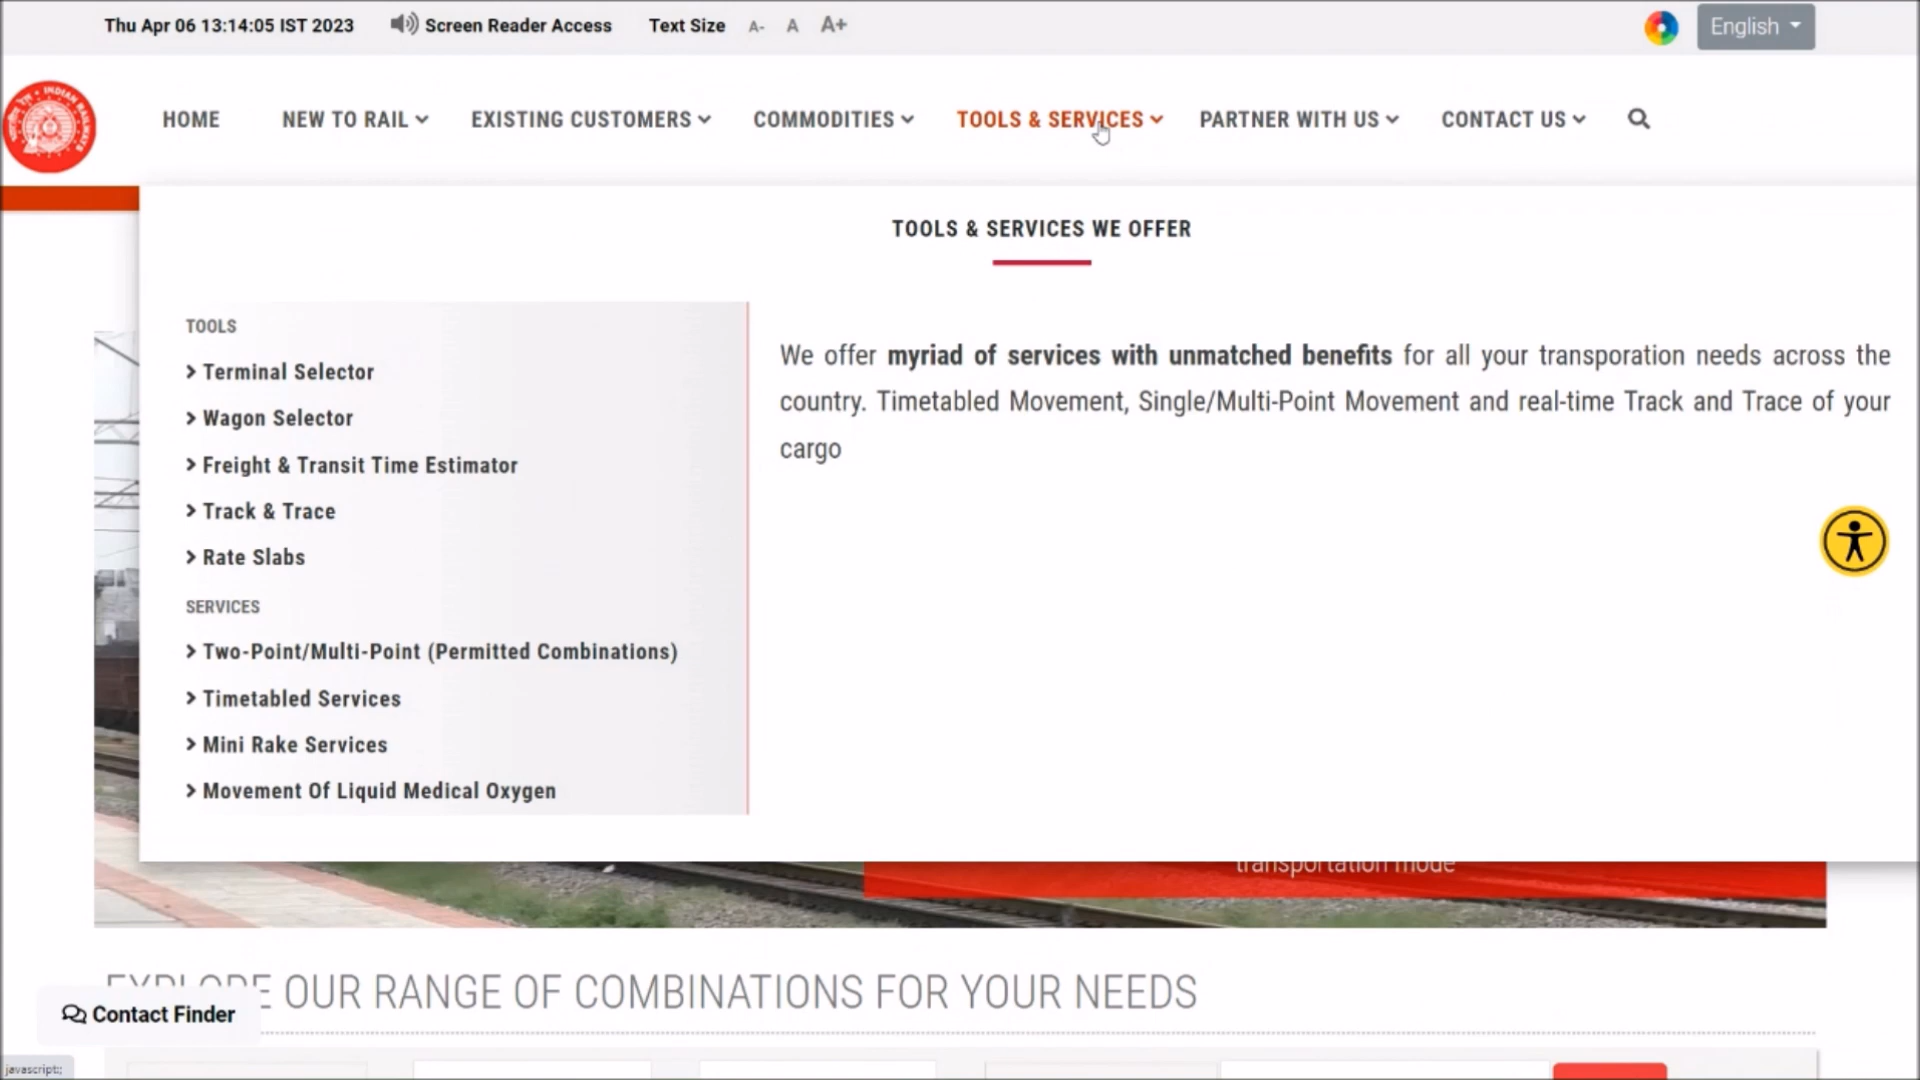 Thu Apr 06 13:14:05 IST 2023 Screen Reader Access Text Size A- A A+ English
INDIAN RAILWAYS
HOME NEW TO RAIL EXISTING CUSTOMERS COMMODITIES TOOLS & SERVICES PARTNER WITH US CONTACT US
TOOLS & SERVICES WE OFFER
TOOLS
Terminal Selector
Wagon Selector
Freight & Transit Time Estimator
Track & Trace
Rate Slabs
SERVICES
Two-Point/Multi-Point (Permitted Combinations)
Timetabled Services
Mini Rake Services
Movement Of Liquid Medical Oxygen
We offer myriad of services with unmatched benefits for all your transporation needs across the
country. Timetabled Movement, Single/Multi-Point Movement and real-time Track and Trace of your
cargo
transportation mode
EXPLORE OUR RANGE OF COMBINATIONS FOR YOUR NEEDS
Contact Finder
javascript:;